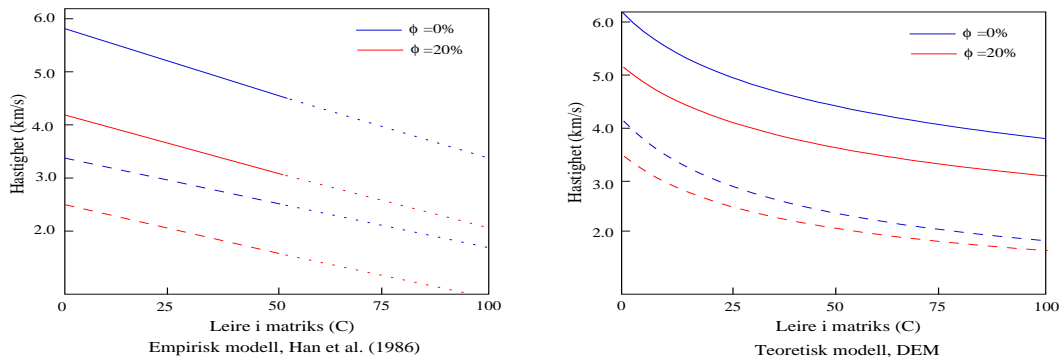 6.0
5.0
4.0
3.0
2.0
Hastighet (km/s)
ϕ =0%
ϕ =20%
0
25
50
75
100
Leire i matriks (C)
Empirisk modell, Han et al. (1986)
6.0
5.0
4.0
3.0
2.0
Hastighet (km/s)
ϕ =0%
ϕ =20%
0
25
50
75
100
Leire i matriks (C)
Teoretisk modell, DEM